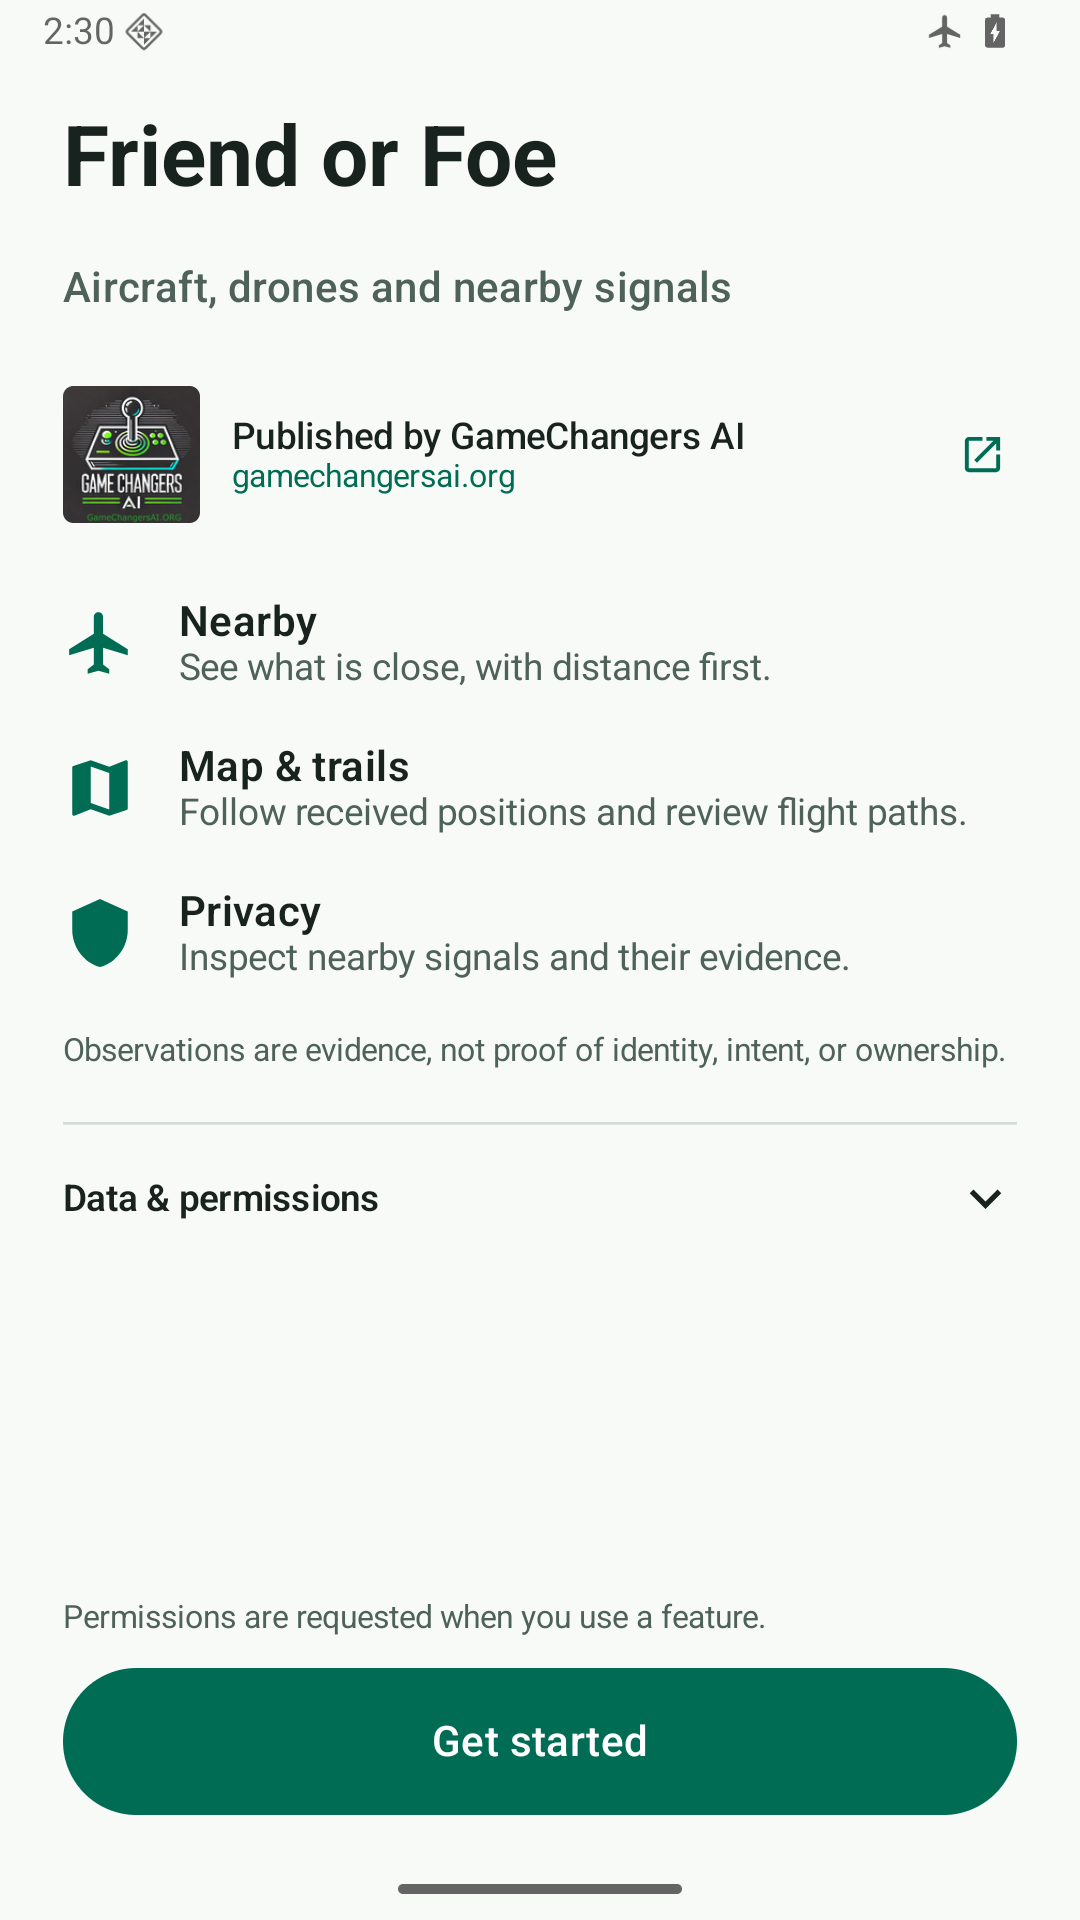 2:30
Friend or Foe
Aircraft, drones and nearby signals
GAME CHANGERS
AI
GameChangersAI.ORG
Published by GameChangers AI
gamechangersai.org
Nearby
See what is close, with distance first.
Map & trails
Follow received positions and review flight paths.
Privacy
Inspect nearby signals and their evidence.
Observations are evidence, not proof of identity, intent, or ownership.
Data & permissions
Permissions are requested when you use a feature.
Get started